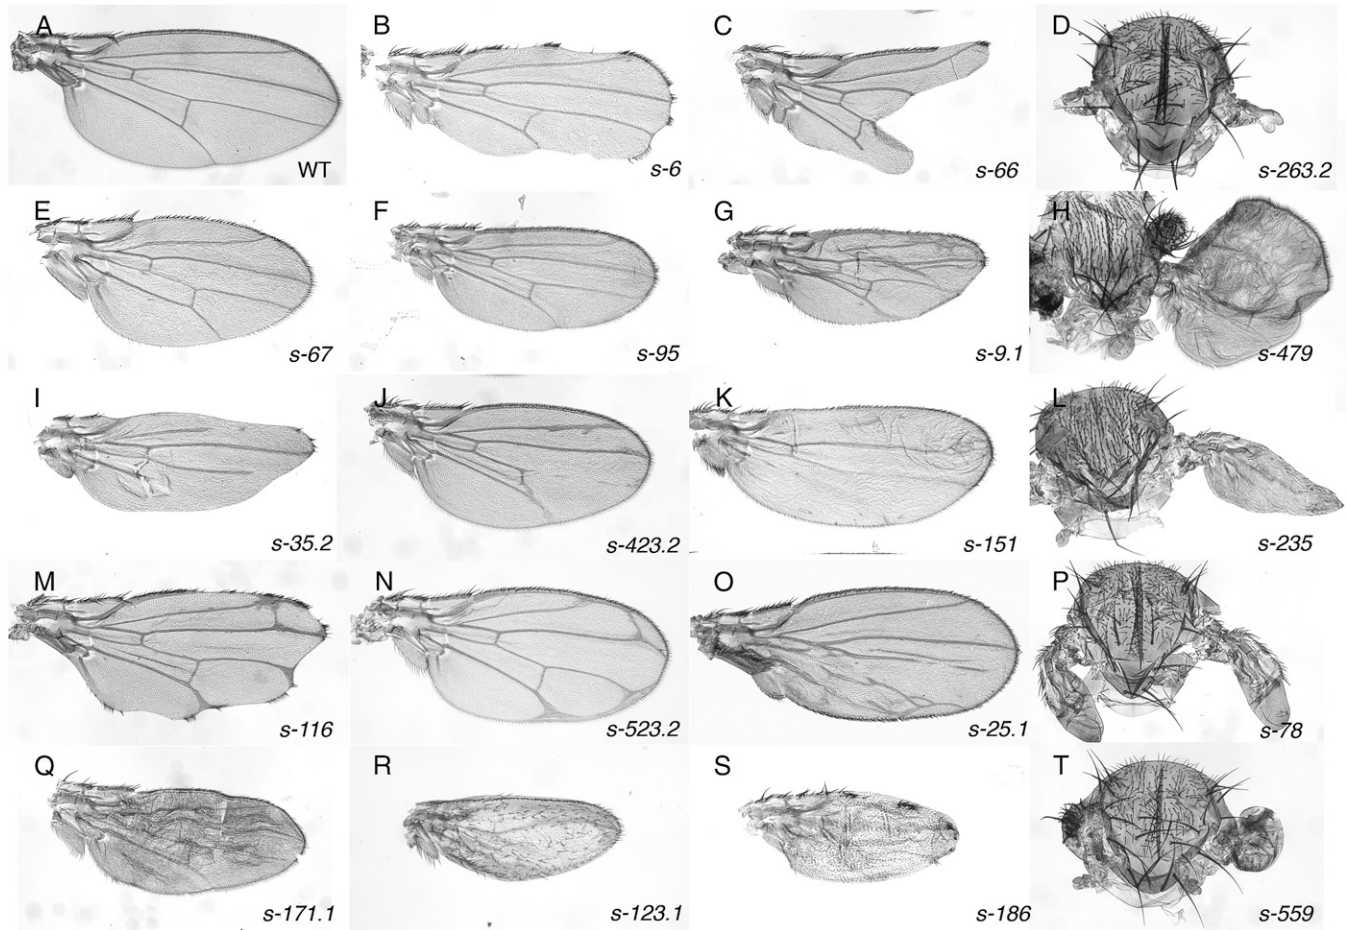 A B C D
WT s-6 s-66 s-263.2
E F G H
s-67 s-95 s-9.1 s-479
I J K L
s-35.2 s-423.2 s-151 s-235
M N O P
s-116 s-523.2 s-25.1 s-78
Q R S T
s-171.1 s-123.1 s-186 s-559